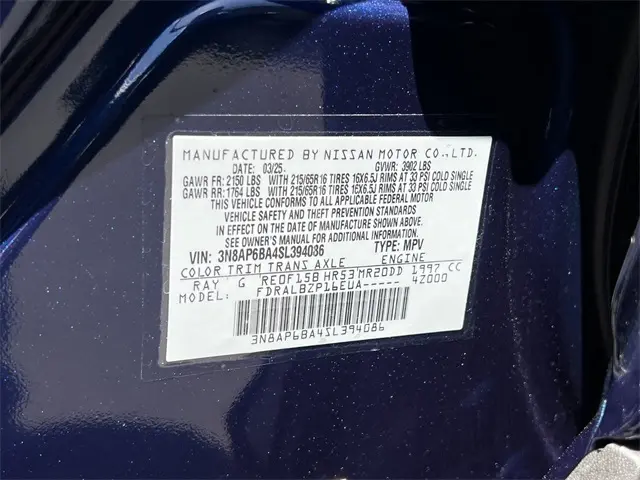 MANUFACTURED BY NISSAN MOTOR CO.,LTD.
DATE: 03/25 GVWR: 3902 LBS
GAWR FR: 2150 LBS WITH 215/65R16 TIRES 16X6.5J RIMS AT 33 PSI COLD SINGLE
GAWR RR: 1764 LBS WITH 215/65R16 TIRES 16X6.5J RIMS AT 33 PSI COLD SINGLE
THIS VEHICLE CONFORMS TO ALL APPLICABLE FEDERAL MOTOR
VEHICLE SAFETY AND THEFT PREVENTION STANDARDS
IN EFFECT ON THE DATE OF MANUFACTURE SHOWN ABOVE.
SEE OWNER'S MANUAL FOR ADDITIONAL INFORMATION.
VIN: 3N8AP6BA4SL394086 TYPE: MPV
COLOR TRIM TRANS AXLE ENGINE
RAY G RE0F15B HR53 MR20DD 1997 CC
MODEL: FDRALBZP16EUA----- 4Z000
3N8AP6BA4SL394086